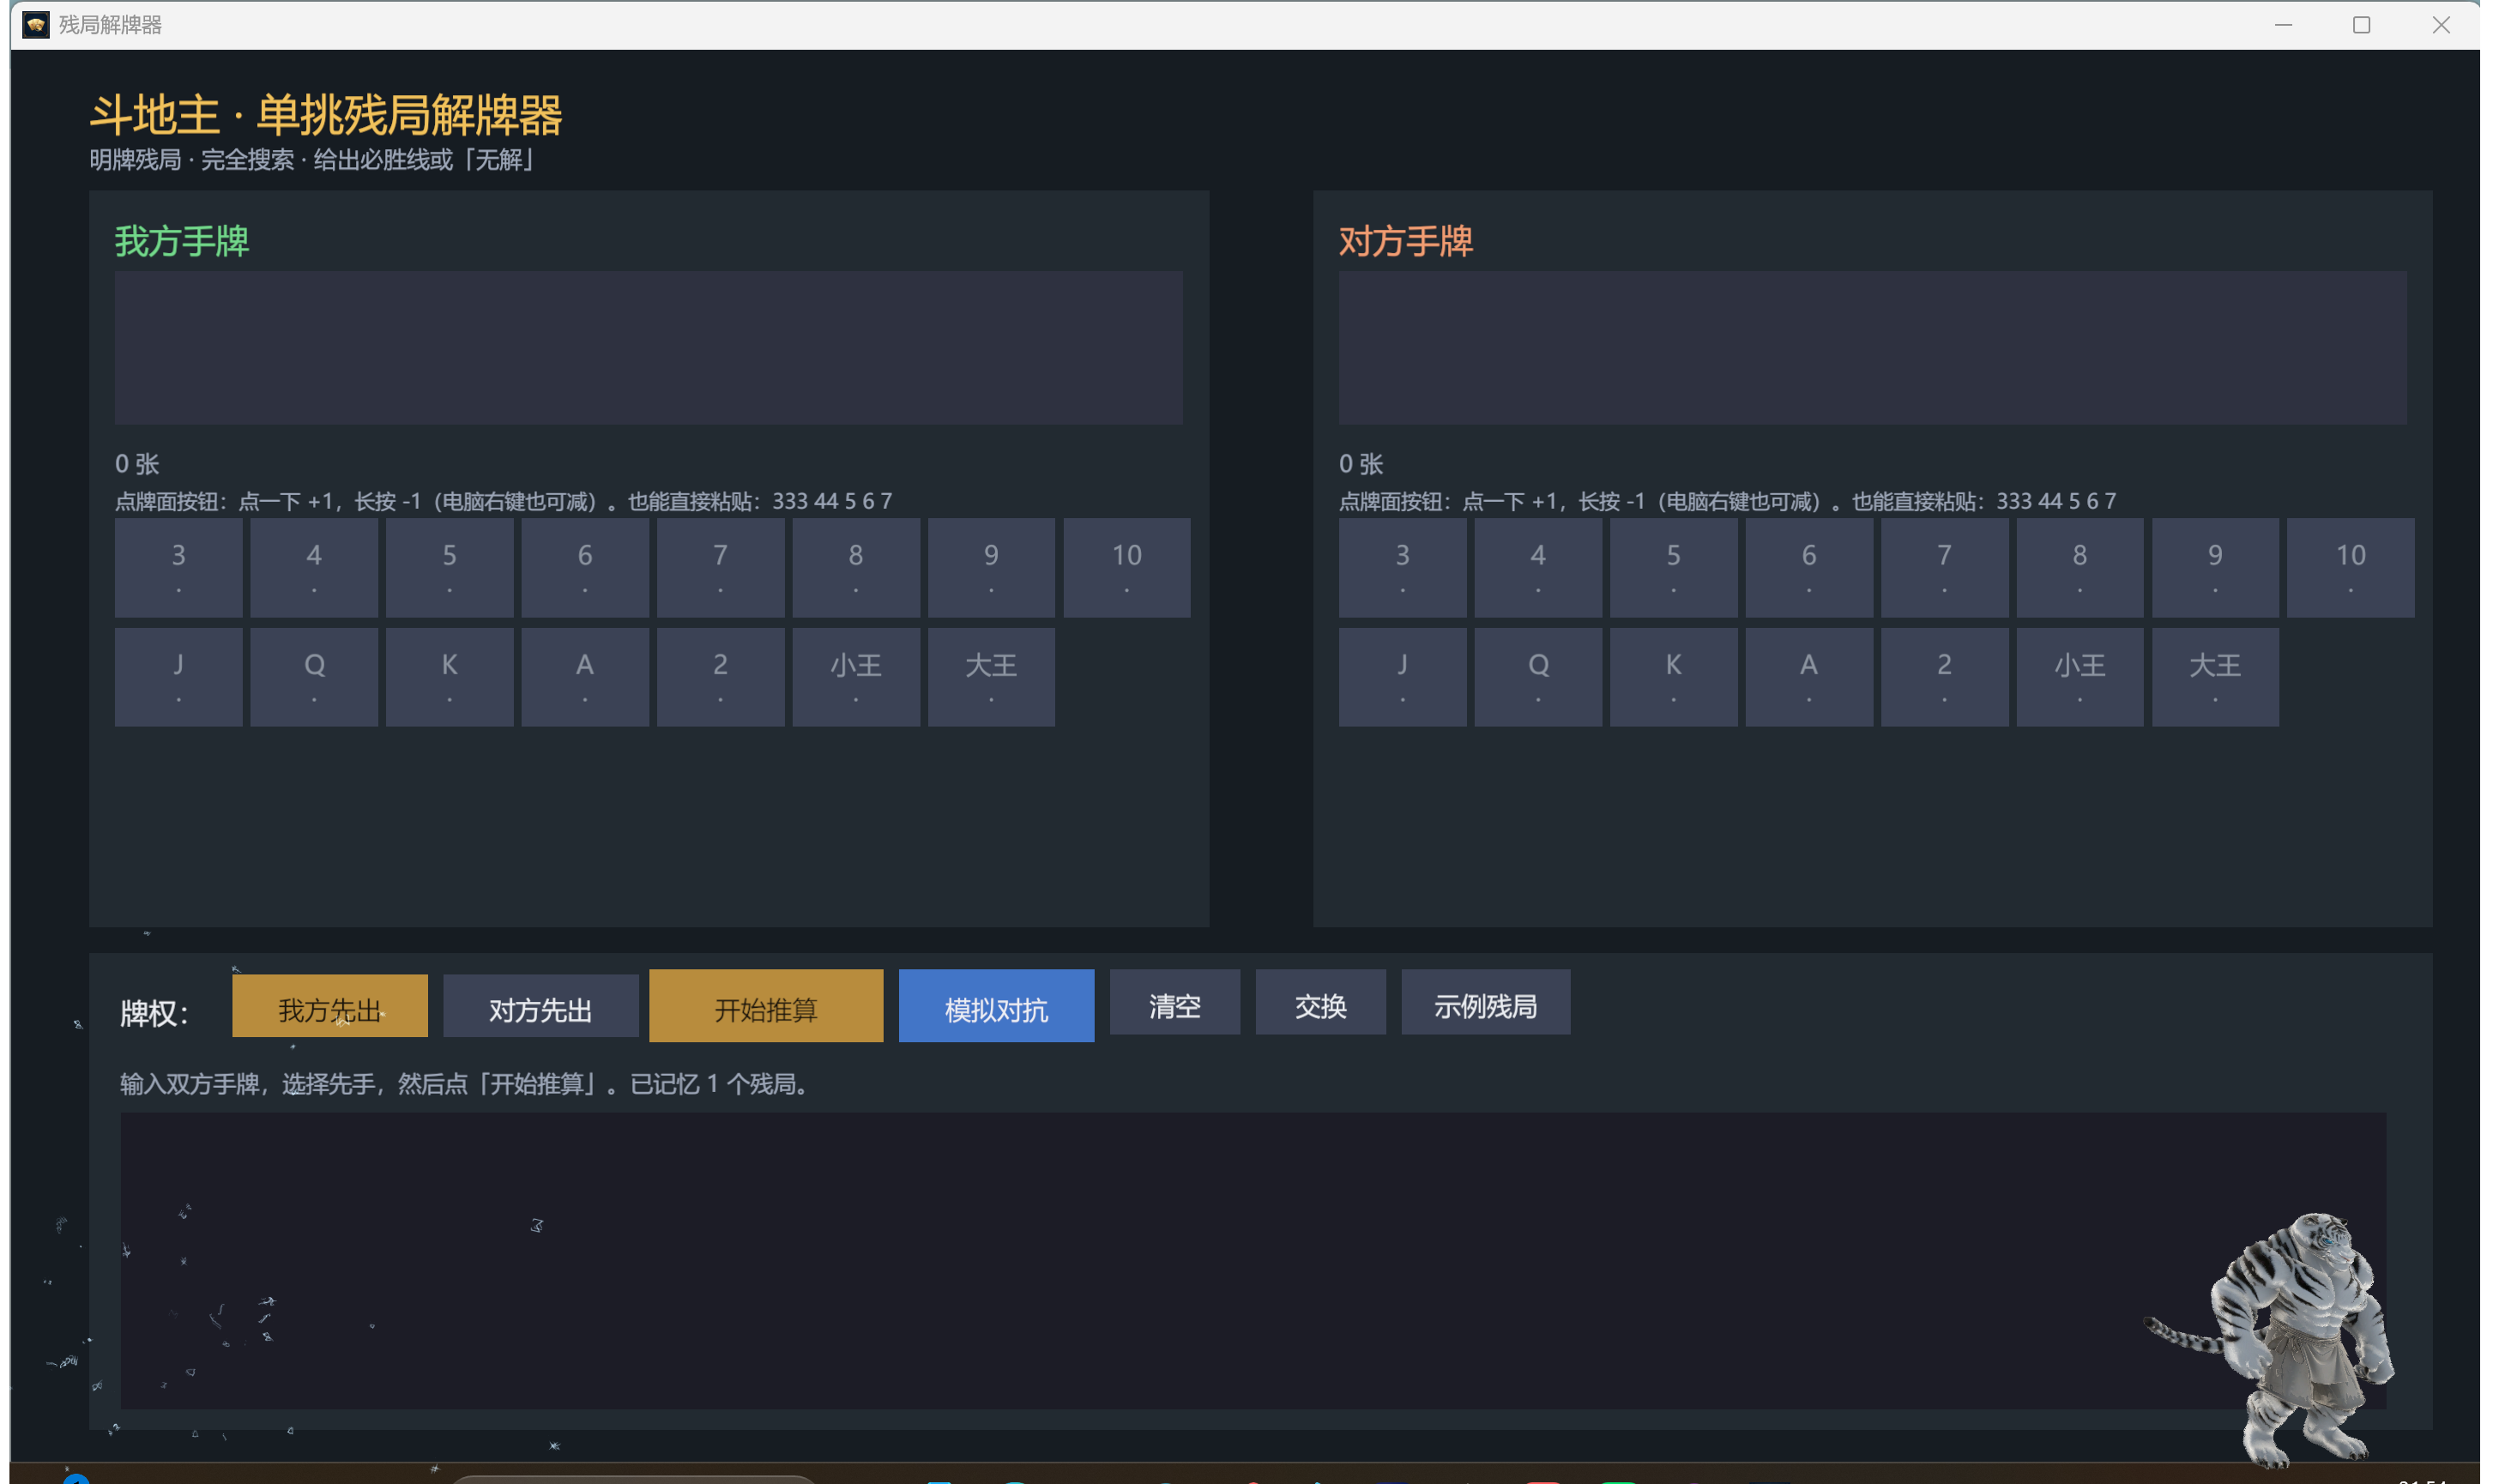 残局解牌器
斗地主 · 单挑残局解牌器
明牌残局 · 完全搜索 · 给出必胜线或「无解」
我方手牌
0 张
点牌面按钮：点一下 +1，长按 -1（电脑右键也可减）。也能直接粘贴：333 44 5 6 7
3 4 5 6 7 8 9 10
J Q K A 2 小王 大王
对方手牌
0 张
点牌面按钮：点一下 +1，长按 -1（电脑右键也可减）。也能直接粘贴：333 44 5 6 7
3 4 5 6 7 8 9 10
J Q K A 2 小王 大王
牌权： 我方先出 对方先出 开始推算 模拟对抗 清空 交换 示例残局
输入双方手牌，选择先手，然后点「开始推算」。已记忆 1 个残局。